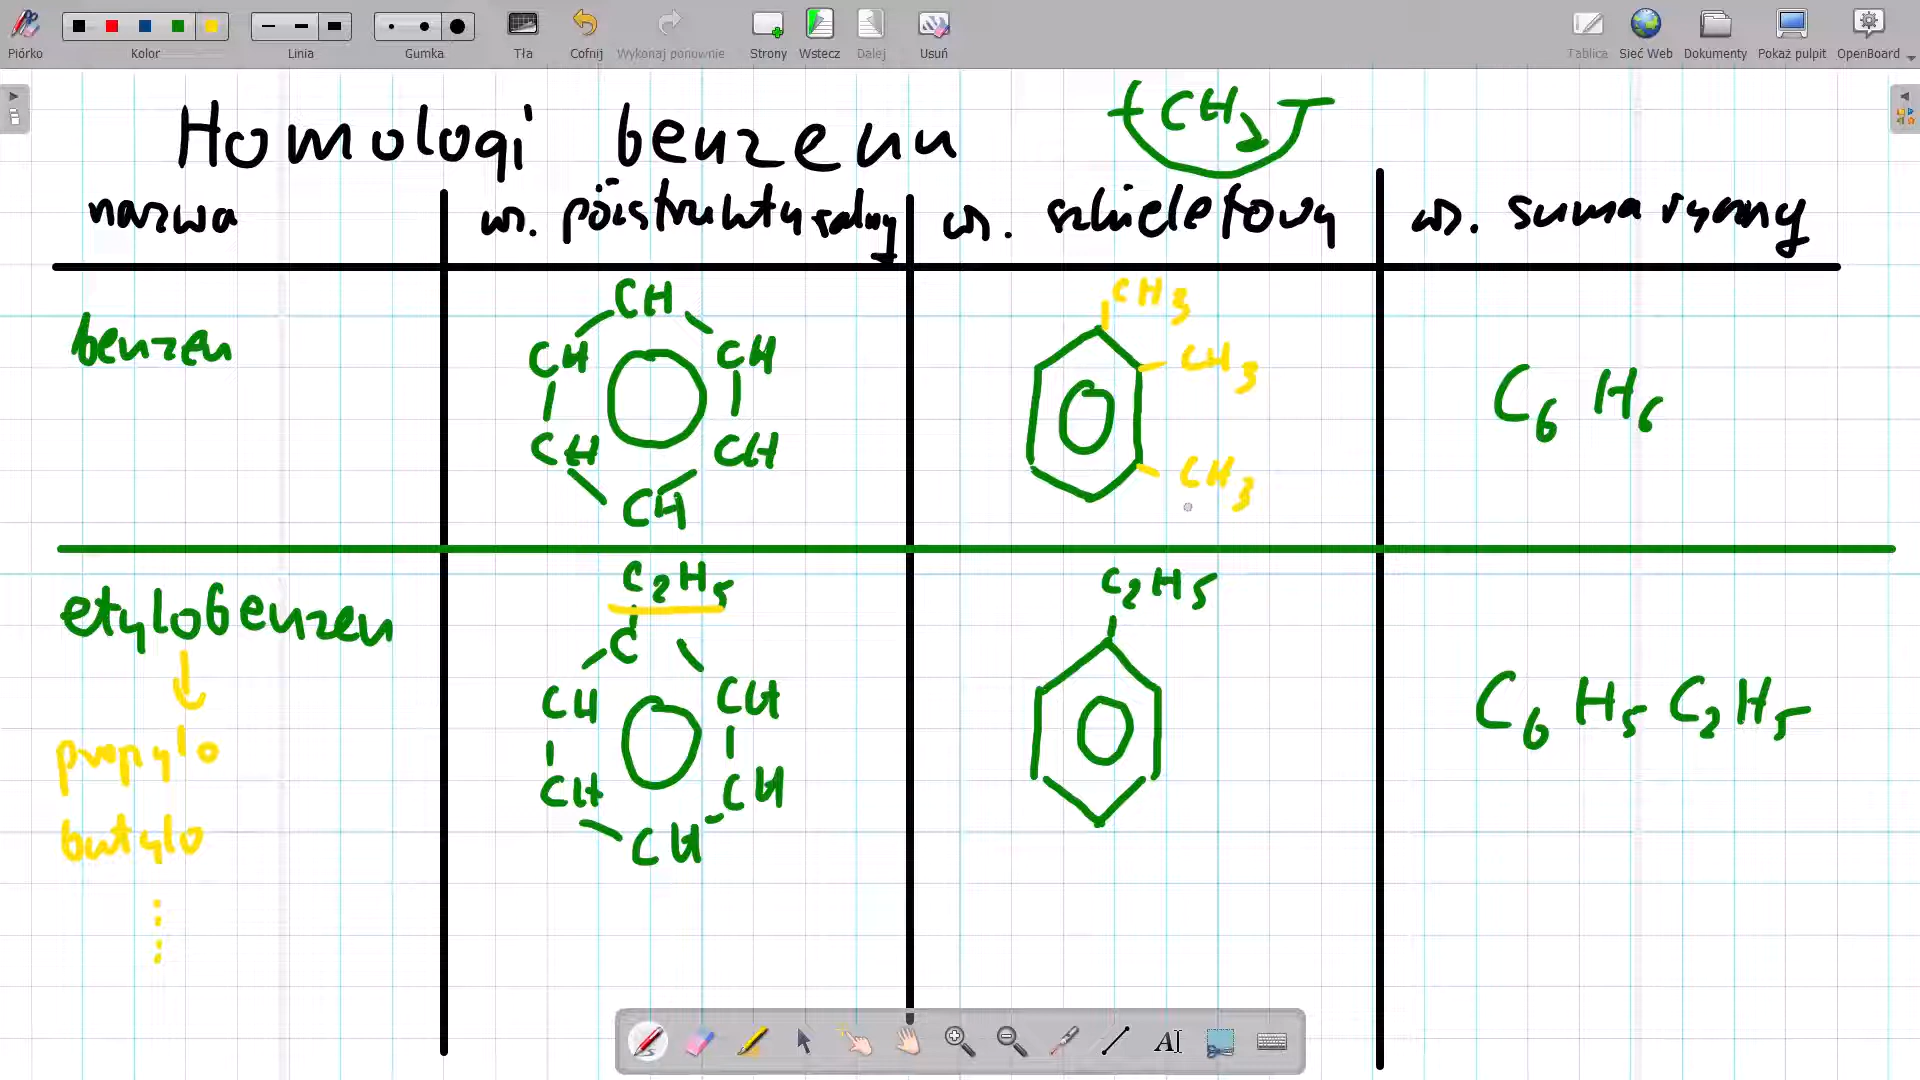 Piórko Kolor Linia Gumka Tła Cofnij Wykonaj ponownie Strony Wstecz Dalej Usuń Tablica Sieć Web Dokumenty Pokaż pulpit OpenBoard
Homologi benzenu +CH2
nazwa w. półstrukturalny w. szkieletowy w. sumaryczny
benzen
CH
CH CH
CH CH
CH
CH3
CH3
CH3
C6H6
etylobenzen
propylo
butylo
C2H5
C
CH CH
CH CH
CH
C2H5
C6H5C2H5
AI